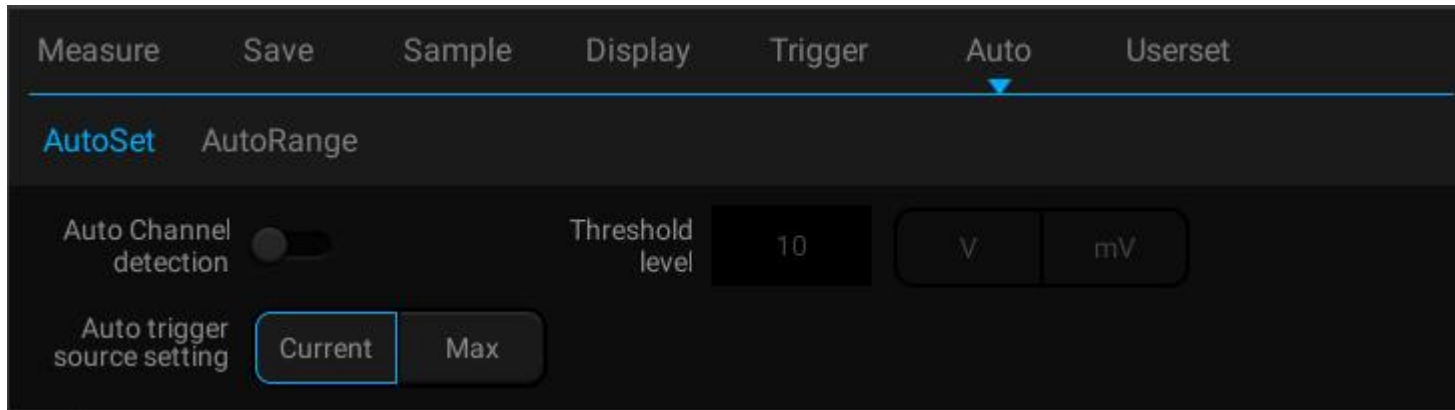 Measure Save Sample Display Trigger Auto Userset
AutoSet AutoRange
Auto Channel
detection
Threshold
level
10 V mV
Auto trigger
source setting
Current Max